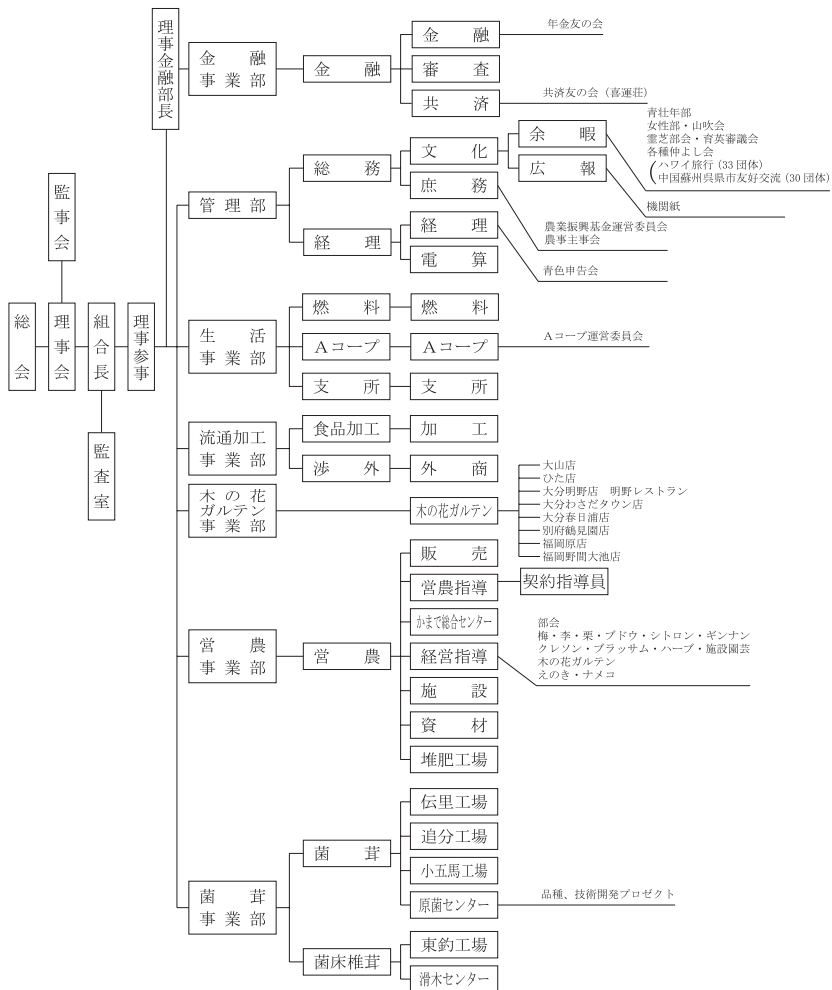 総会
監事会
理事会
組合長
監査室
理事参事
理事金融部長
金融
事業部
金融
金融
年金友の会
審査
共済
共済友の会（喜運荘）
管理部
総務
文化
余暇
青壮年部
女性部・山吹会
霊芝部会・育英審議会
各種仲よし会
ハワイ旅行（33団体）
中国蘇州呉県市友好交流（30団体）
広報
機関紙
庶務
農業振興基金運営委員会
農事主事会
経理
経理
青色申告会
電算
生活
事業部
燃料
燃料
Aコープ
Aコープ
Aコープ運営委員会
支所
支所
流通加工
事業部
食品加工
加工
渉外
外商
木の花
ガルテン
事業部
木の花ガルテン
大山店
ひた店
大分明野店　明野レストラン
大分わさだタウン店
大分春日浦店
別府鶴見園店
福岡原店
福岡野間大池店
営農
事業部
営農
販売
営農指導
契約指導員
かまで総合センター
経営指導
部会
梅・李・栗・ブドウ・シトロン・ギンナン
クレソン・ブラッサム・ハーブ・施設園芸
木の花ガルテン
えのき・ナメコ
施設
資材
堆肥工場
菌茸
事業部
菌茸
伝里工場
追分工場
小五馬工場
原菌センター
品種、技術開発プロゼクト
菌床椎茸
東釣工場
滑木センター